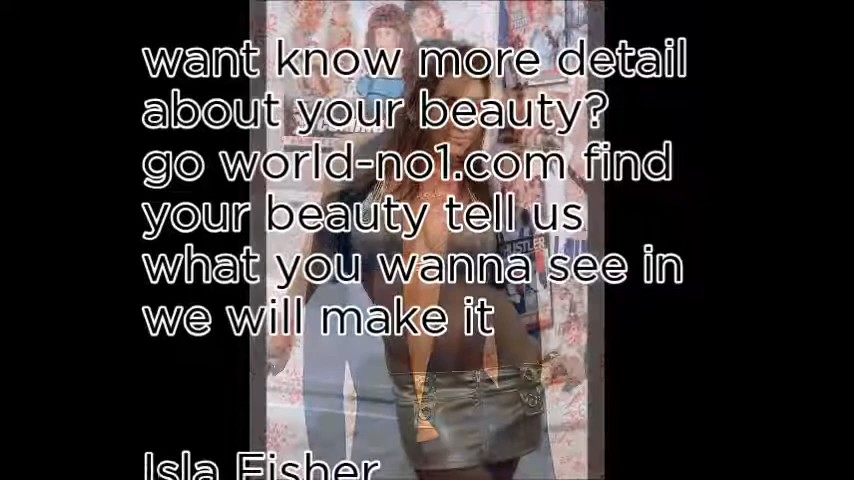 want know more detail
about your beauty?
go world-no1.com find
your beauty tell us
what you wanna see in
we will make it
HUSTLER
Isla Fisher